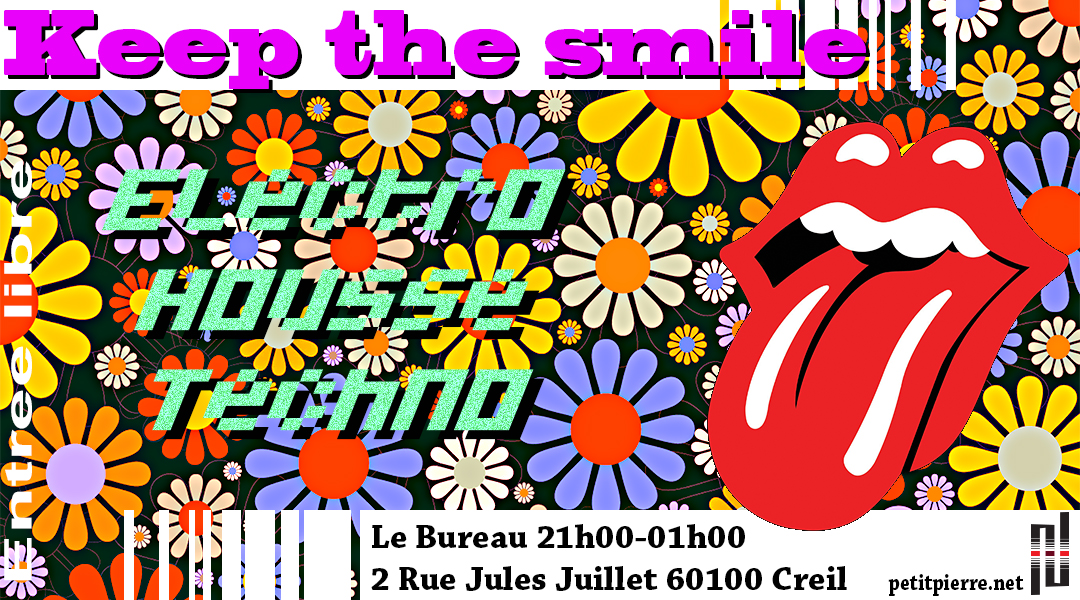 Keep the smile
Entree libre
ELectrO
HOUSSe
TechNO
Le Bureau 21h00-01h00
2 Rue Jules Juillet 60100 Creil
petitpierre.net